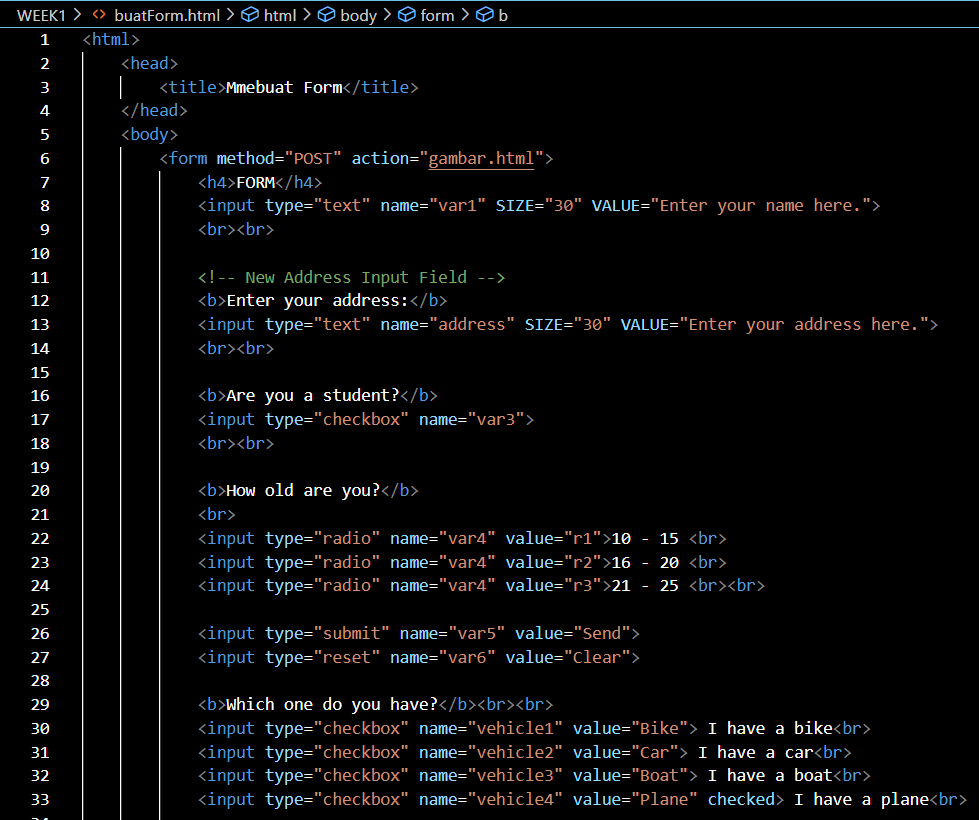 WEEK1 > <> buatForm.html > html > body > form > b
1 <html>
2 <head>
3 <title>Mmebuat Form</title>
4 </head>
5 <body>
6 <form method="POST" action="gambar.html">
7 <h4>FORM</h4>
8 <input type="text" name="var1" SIZE="30" VALUE="Enter your name here.">
9 <br><br>
10
11 <!-- New Address Input Field -->
12 <b>Enter your address:</b>
13 <input type="text" name="address" SIZE="30" VALUE="Enter your address here.">
14 <br><br>
15
16 <b>Are you a student?</b>
17 <input type="checkbox" name="var3">
18 <br><br>
19
20 <b>How old are you?</b>
21 <br>
22 <input type="radio" name="var4" value="r1">10 - 15 <br>
23 <input type="radio" name="var4" value="r2">16 - 20 <br>
24 <input type="radio" name="var4" value="r3">21 - 25 <br><br>
25
26 <input type="submit" name="var5" value="Send">
27 <input type="reset" name="var6" value="Clear">
28
29 <b>Which one do you have?</b><br><br>
30 <input type="checkbox" name="vehicle1" value="Bike"> I have a bike<br>
31 <input type="checkbox" name="vehicle2" value="Car"> I have a car<br>
32 <input type="checkbox" name="vehicle3" value="Boat"> I have a boat<br>
33 <input type="checkbox" name="vehicle4" value="Plane" checked> I have a plane<br>